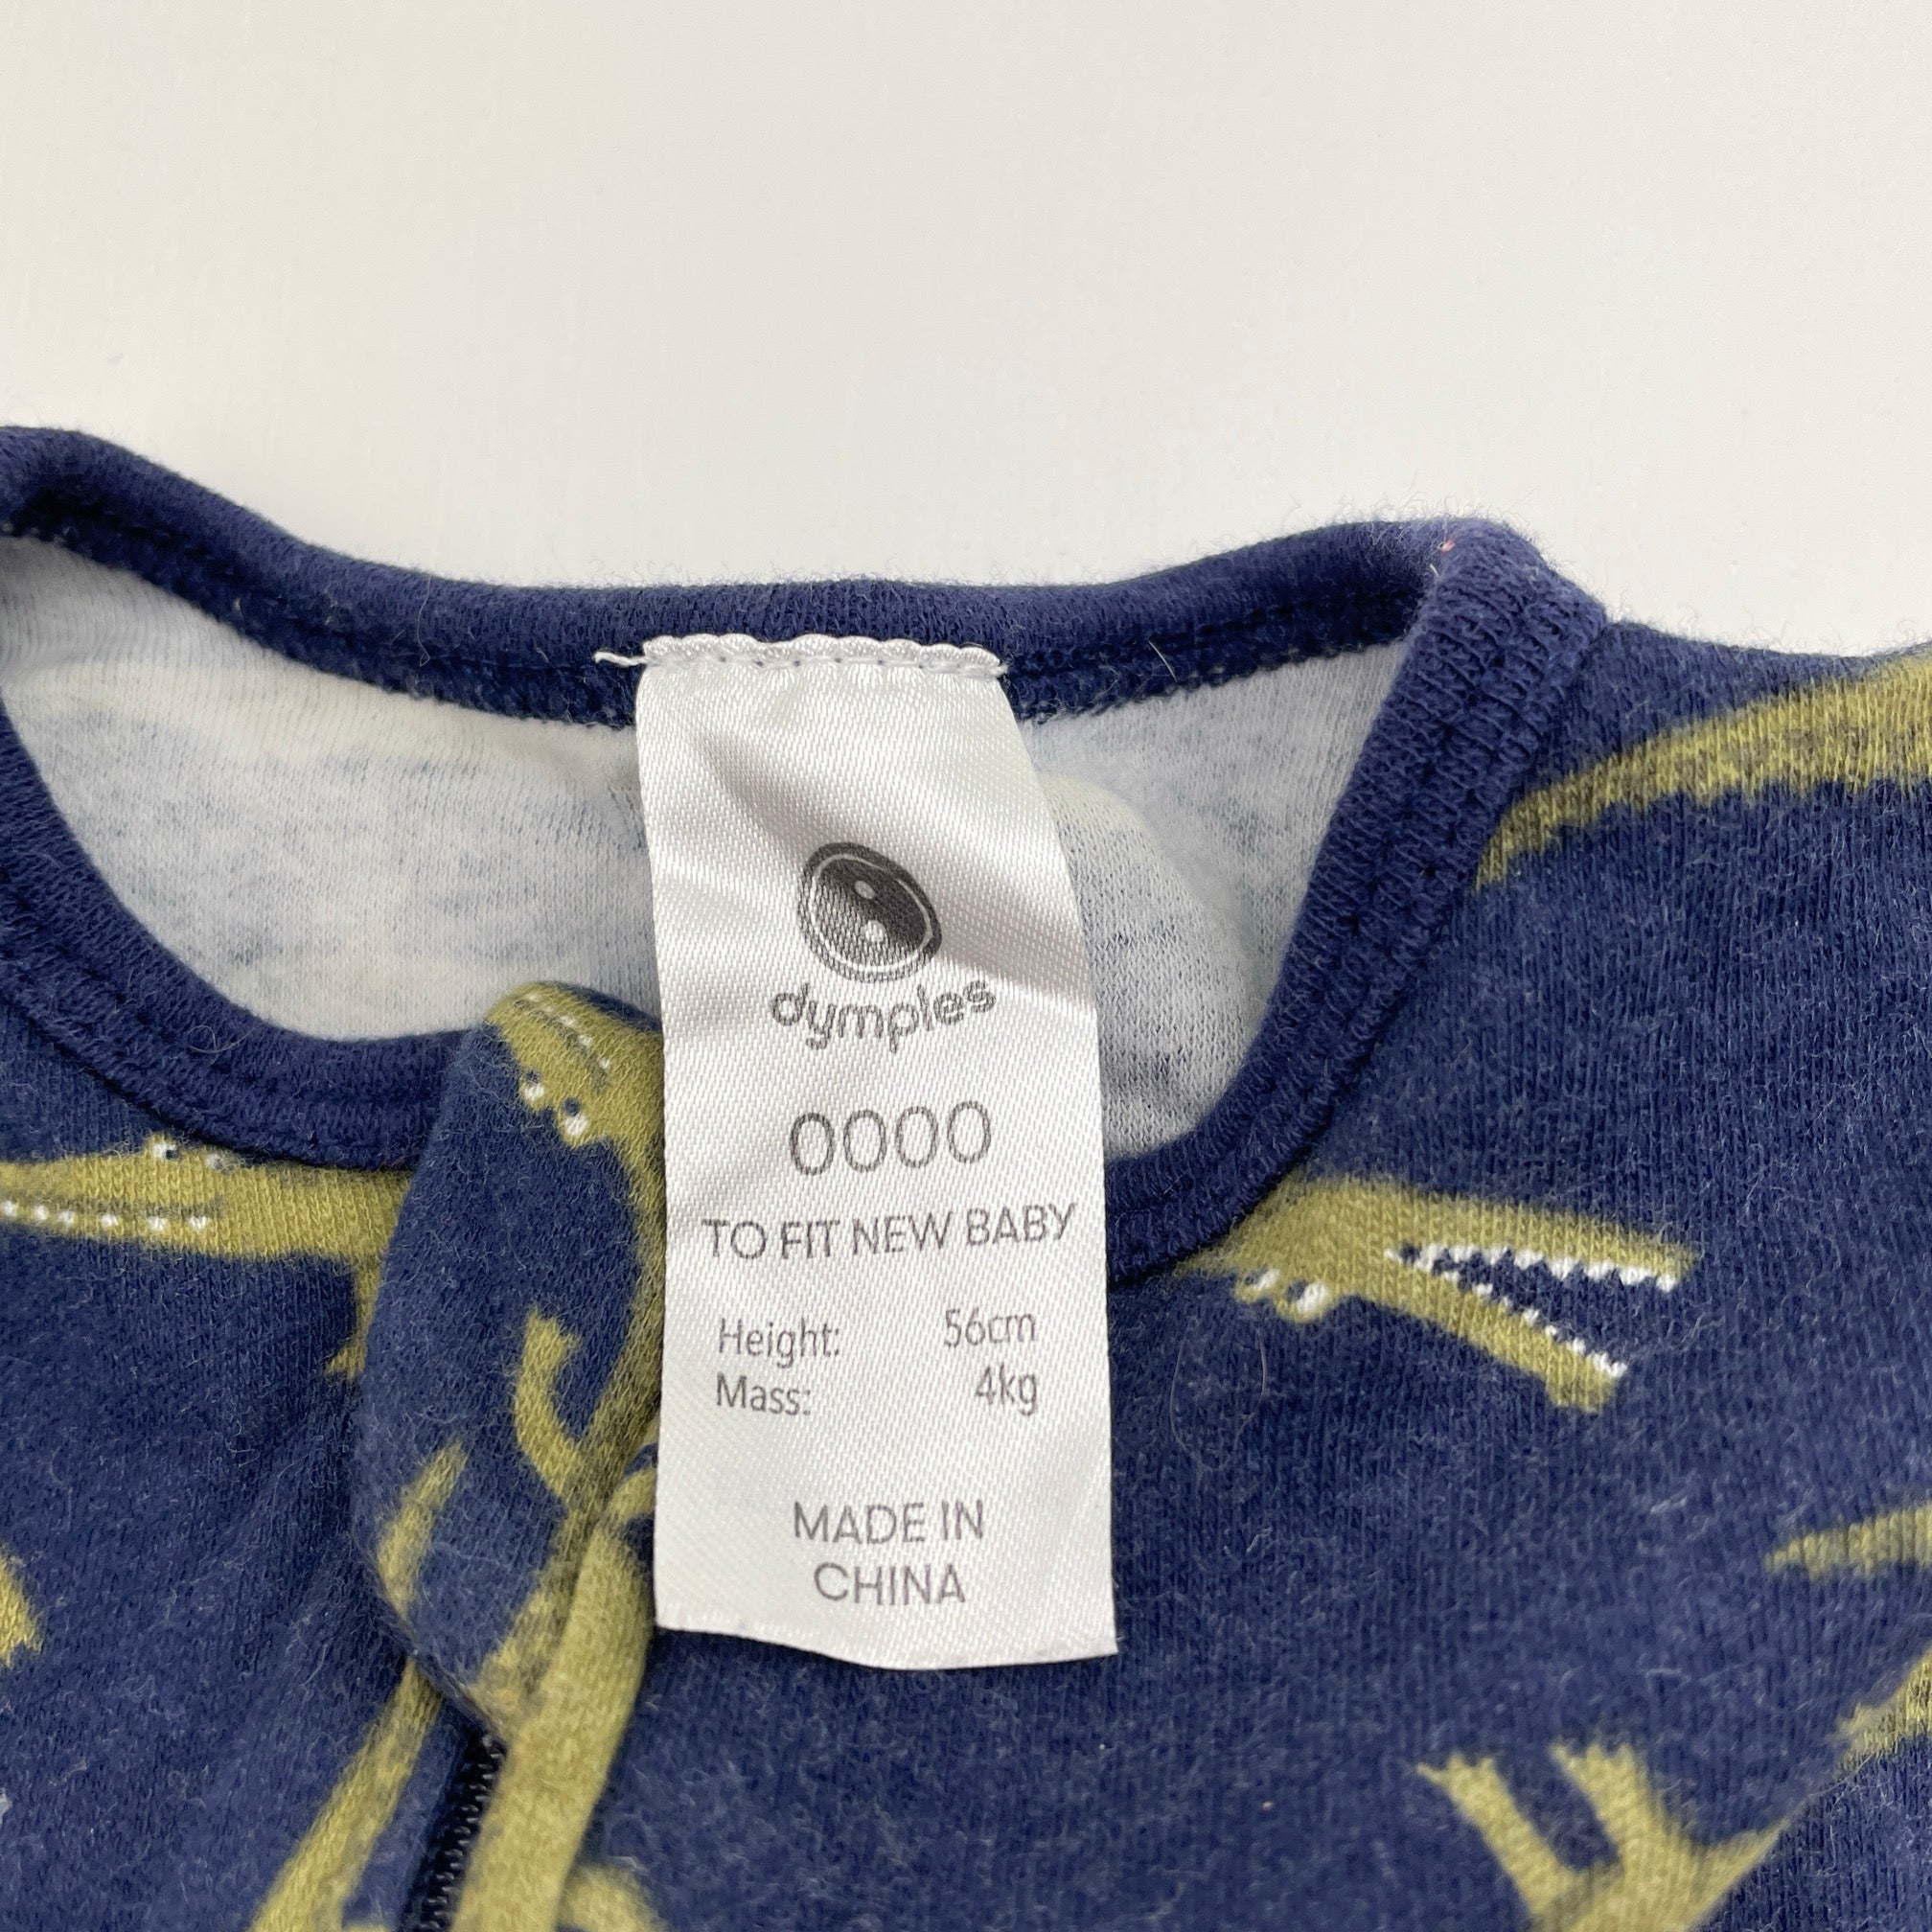 dymples
0000
TO FIT NEW BABY
Height: 56cm
Mass: 4kg
MADE IN
CHINA